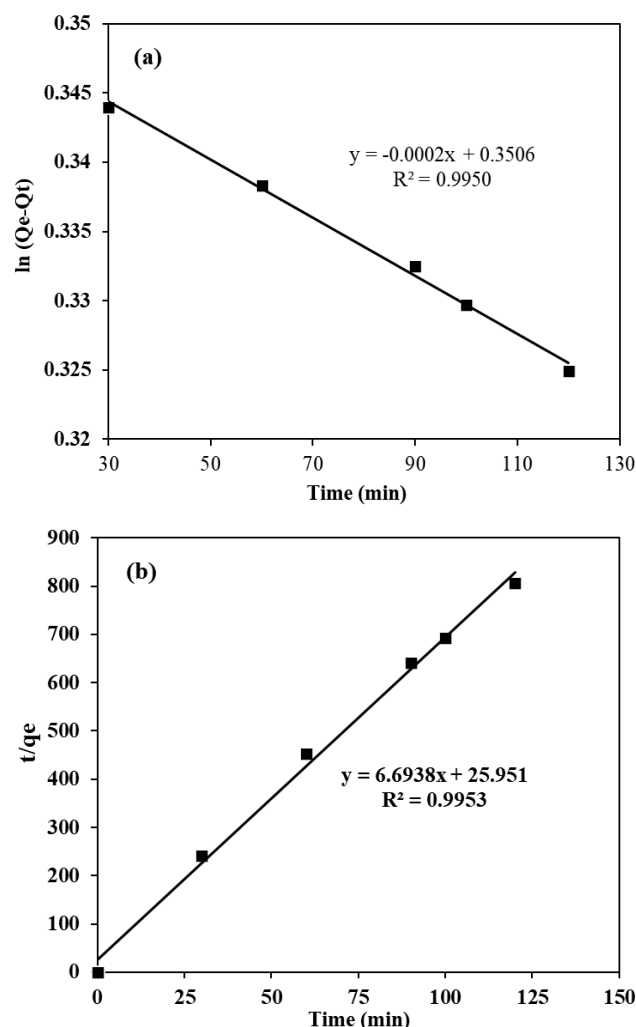 0.35
(a)
0.345
y = -0.0002x + 0.3506
R² = 0.9950
0.34
0.335
0.33
0.325
0.32
ln (Qe-Qt)
30 50 70 90 110 130
Time (min)
900
(b)
800
700
600
500
400
y = 6.6938x + 25.951
R² = 0.9953
300
200
100
0
t/qe
0 25 50 75 100 125 150
Time (min)